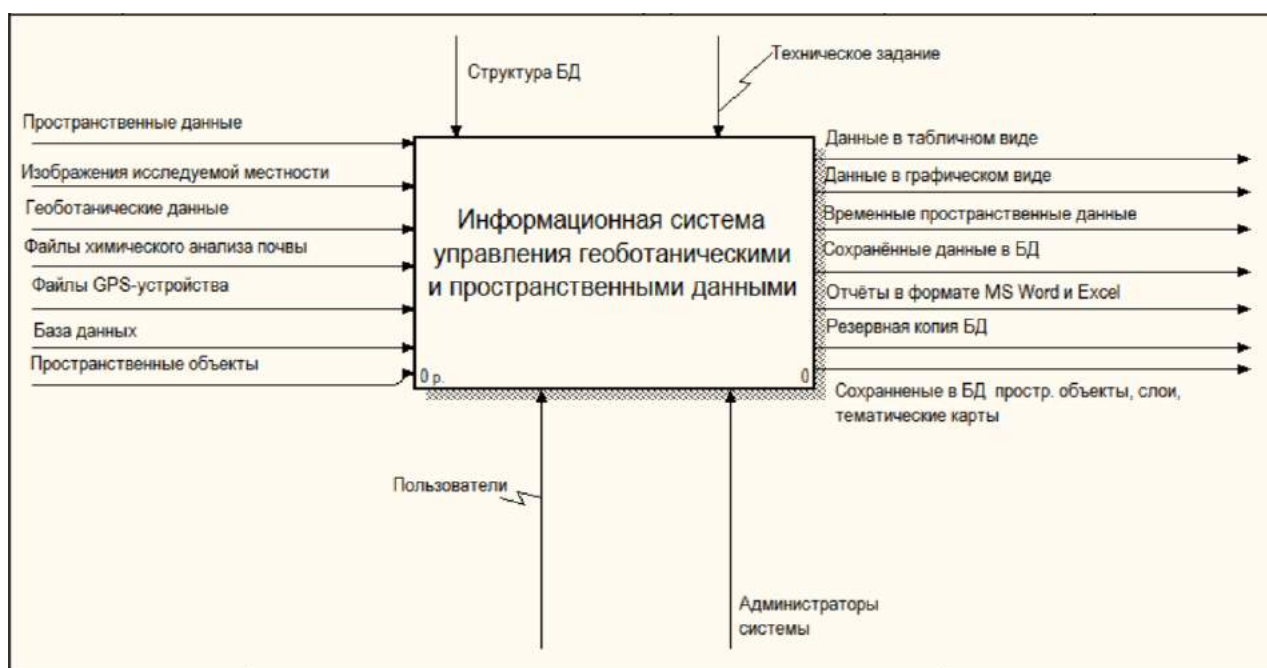 Структура БД
Техническое задание
Пространственные данные
Изображения исследуемой местности
Геоботанические данные
Файлы химического анализа почвы
Файлы GPS-устройства
База данных
Пространственные объекты
Информационная система
управления геоботаническими
и пространственными данными
0 р.
0
Данные в табличном виде
Данные в графическом виде
Временные пространственные данные
Сохранённые данные в БД
Отчёты в формате MS Word и Excel
Резервная копия БД
Сохраненные в БД простр. объекты, слои,
тематические карты
Пользователи
Администраторы
системы